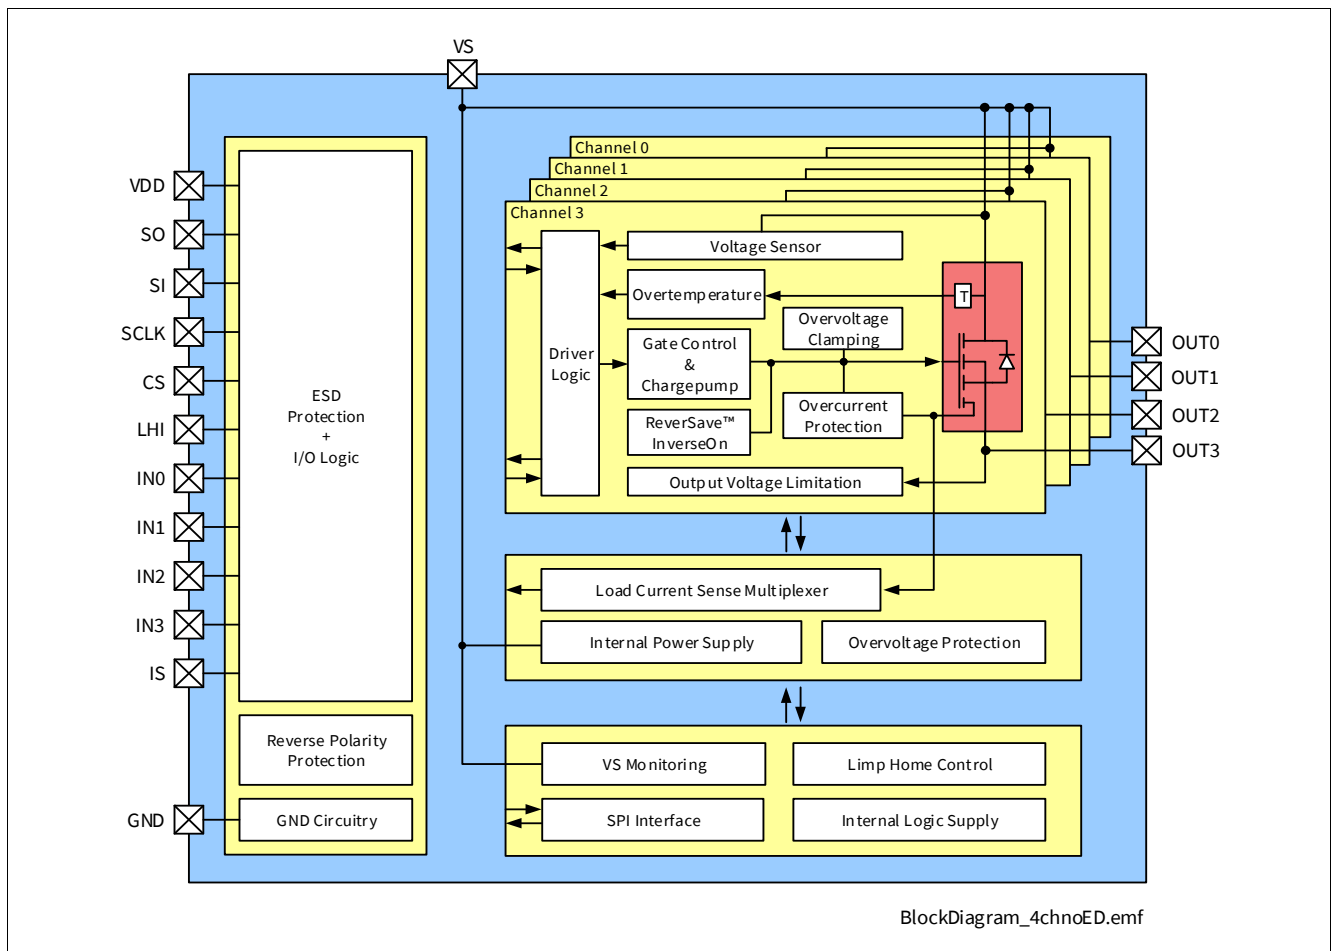 VS
VDD
SO
SI
SCLK
CS
LHI
IN0
IN1
IN2
IN3
IS
GND
ESD
Protection
+
I/O Logic
Reverse Polarity
Protection
GND Circuitry
Channel 0
Channel 1
Channel 2
Channel 3
Driver
Logic
Voltage Sensor
Overtemperature
T
Overvoltage
Clamping
Gate Control
&
Chargepump
Overcurrent
Protection
ReverSave™
InverseOn
Output Voltage Limitation
OUT0
OUT1
OUT2
OUT3
Load Current Sense Multiplexer
Internal Power Supply
Overvoltage Protection
VS Monitoring
Limp Home Control
SPI Interface
Internal Logic Supply
BlockDiagram_4chnoED.emf